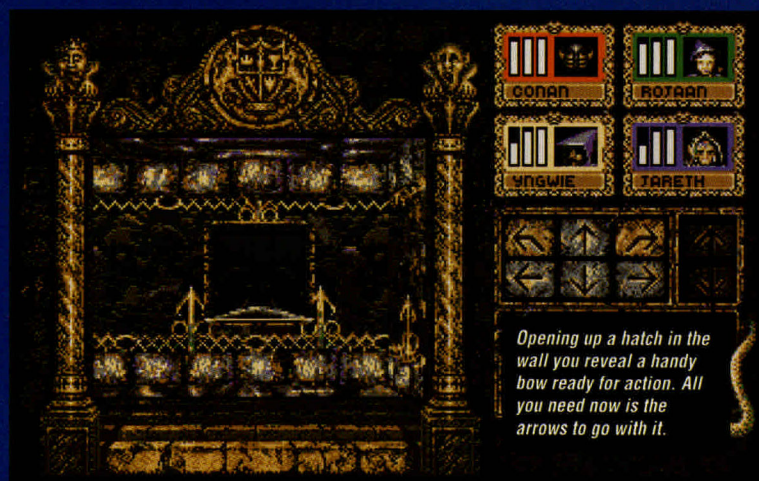 CONAN
ROJAAN
YNGWIE
JARETH
Opening up a hatch in the
wall you reveal a handy
bow ready for action. All
you need now is the
arrows to go with it.